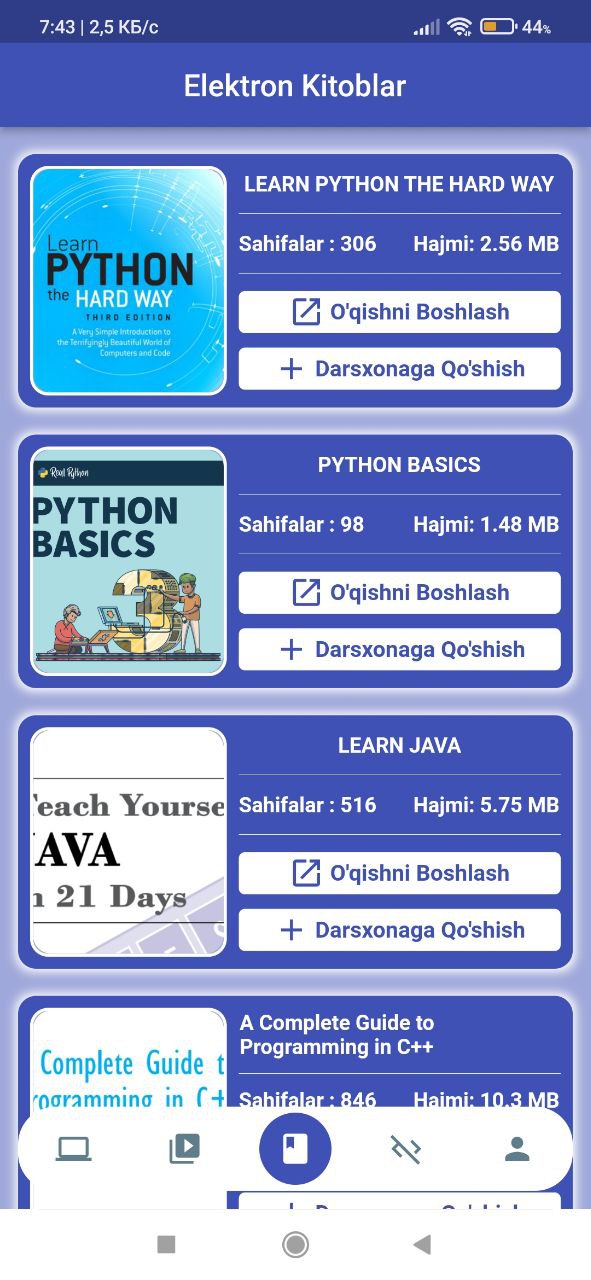 7:43 | 2,5 КБ/с
44%
Elektron Kitoblar
Learn
PYTHON
the HARD WAY
THIRD EDITION
A Very Simple Introduction to
the Terrifyingly Beautiful World of
Computers and Code
LEARN PYTHON THE HARD WAY
Sahifalar : 306 Hajmi: 2.56 MB
O'qishni Boshlash
Darsxonaga Qo'shish
Real Python
PYTHON
BASICS
PYTHON BASICS
Sahifalar : 98 Hajmi: 1.48 MB
O'qishni Boshlash
Darsxonaga Qo'shish
each Yourse
AVA
21 Days
LEARN JAVA
Sahifalar : 516 Hajmi: 5.75 MB
O'qishni Boshlash
Darsxonaga Qo'shish
Complete Guide t
rogramming in C+
A Complete Guide to
Programming in C++
Sahifalar : 846 Hajmi: 10.3 MB